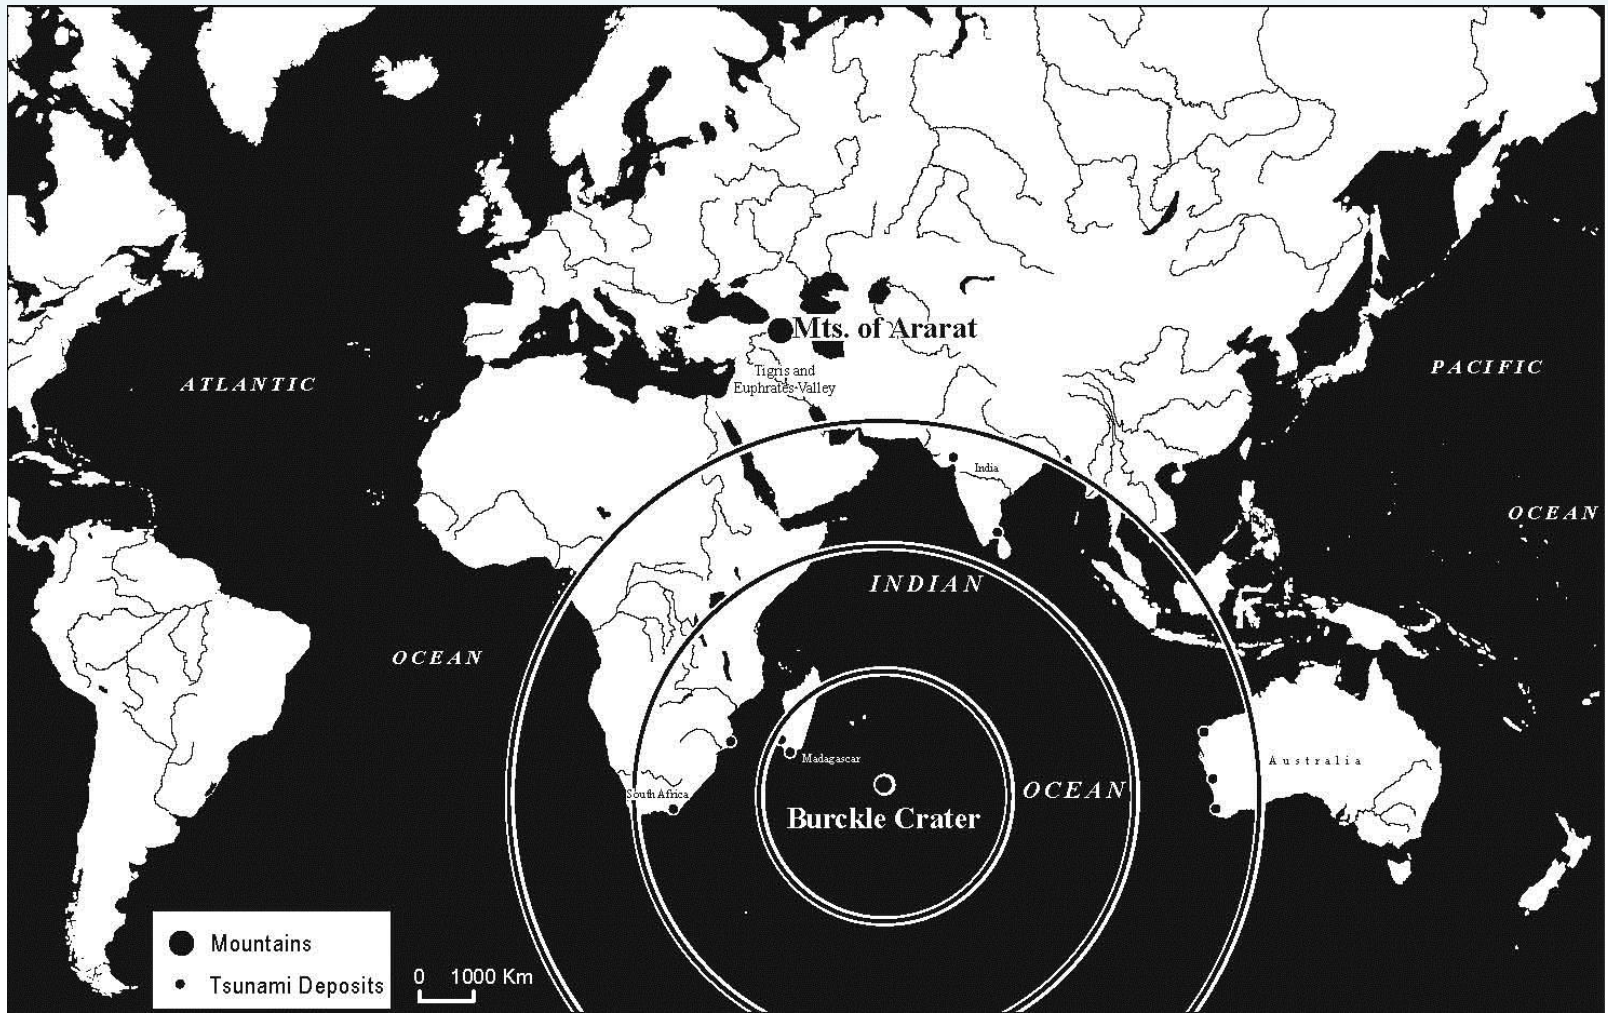 Mts. of Ararat
Tigris and
Euphrates-Valley
ATLANTIC
PACIFIC
India
OCEAN
INDIAN
OCEAN
Madagascar
Australia
South Africa
OCEAN
Burckle Crater
Mountains
Tsunami Deposits
0 1000 Km